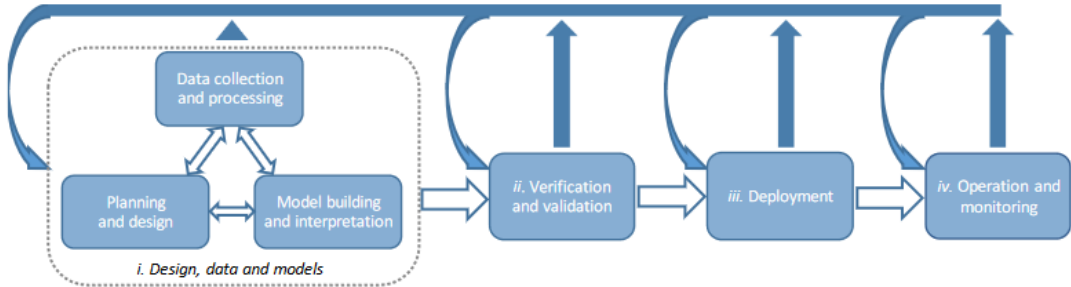 Data collection
and processing
Planning
and design
Model building
and interpretation
i. Design, data and models
ii. Verification
and validation
iii. Deployment
iv. Operation and
monitoring